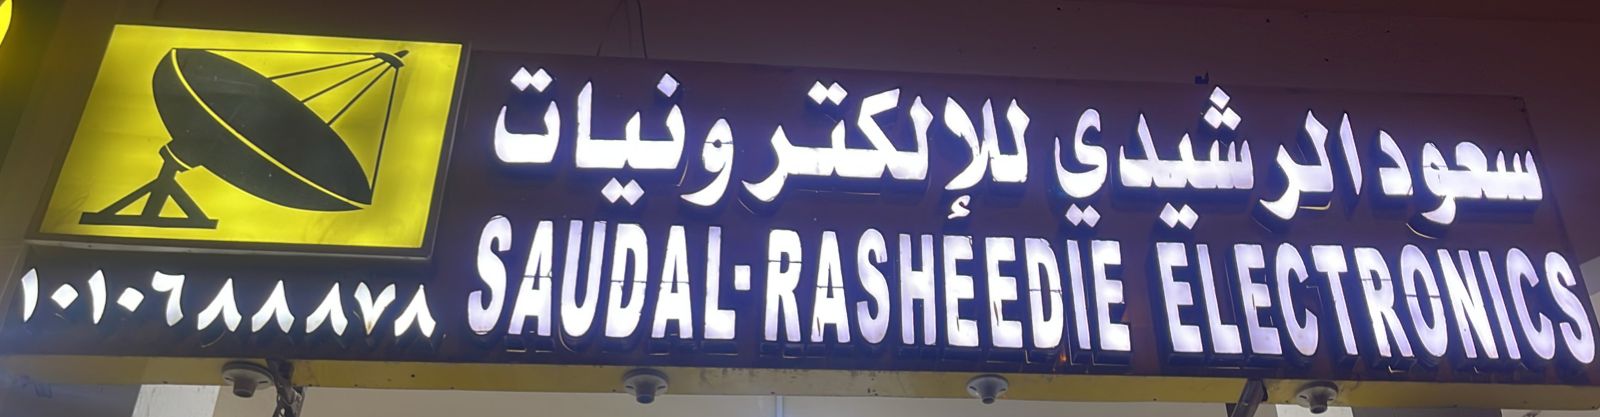 سعود الرشيدي للإلكترونيات
SAUDAL-RASHEEDIE ELECTRONICS
١٠١٠٦٨٨٨٧٨